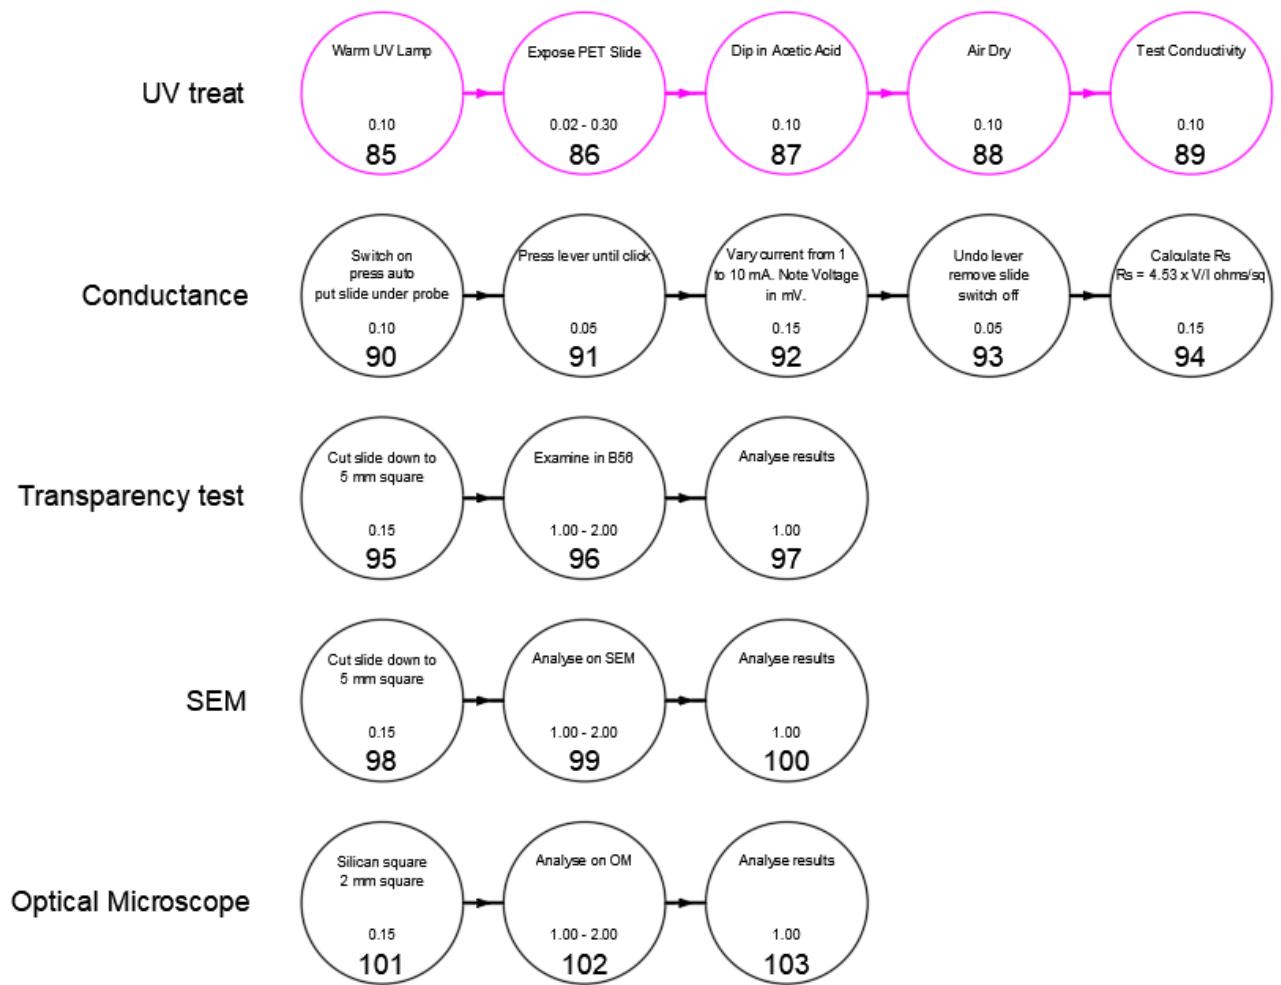 UV treat
Warm UV Lamp
0.10
85
Expose PET Slide
0.02 - 0.30
86
Dip in Acetic Acid
0.10
87
Air Dry
0.10
88
Test Conductivity
0.10
89
Conductance
Switch on
press auto
put slide under probe
0.10
90
Press lever until click
0.05
91
Vary current from 1
to 10 mA. Note Voltage
in mV.
0.15
92
Undo lever
remove slide
switch off
0.05
93
Calculate Rs
Rs = 4.53 x V/I ohms/sq
0.15
94
Transparency test
Cut slide down to
5 mm square
0.15
95
Examine in B56
1.00 - 2.00
96
Analyse results
1.00
97
SEM
Cut slide down to
5 mm square
0.15
98
Analyse on SEM
1.00 - 2.00
99
Analyse results
1.00
100
Optical Microscope
Silican square
2 mm square
0.15
101
Analyse on OM
1.00 - 2.00
102
Analyse results
1.00
103